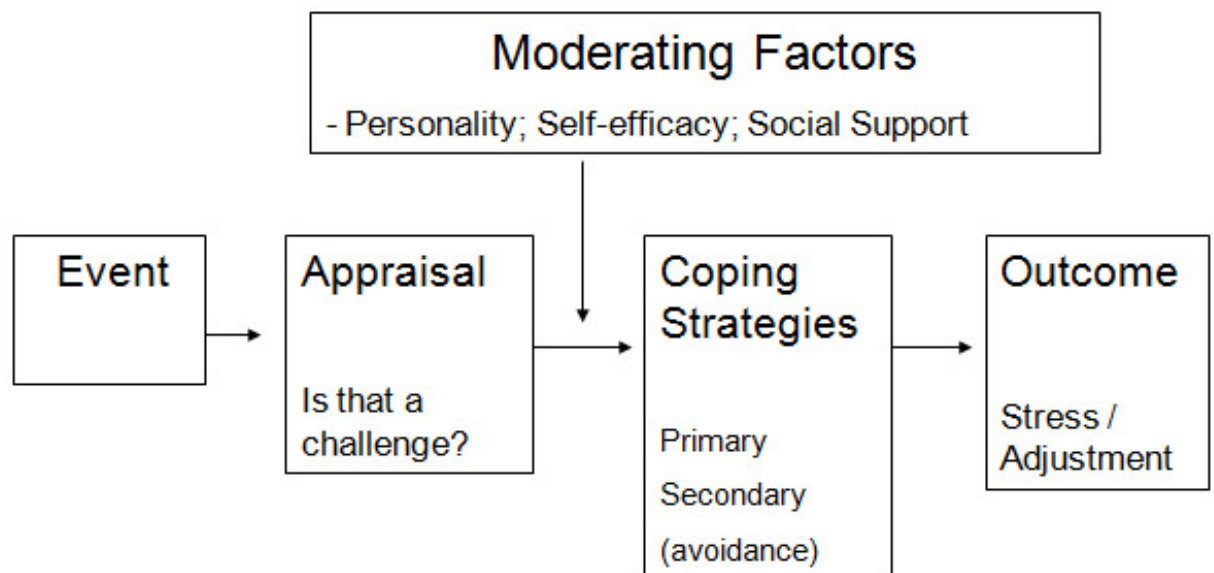 Moderating Factors
- Personality; Self-efficacy; Social Support
Event
Appraisal
Is that a
challenge?
Coping
Strategies
Primary
Secondary
(avoidance)
Outcome
Stress /
Adjustment